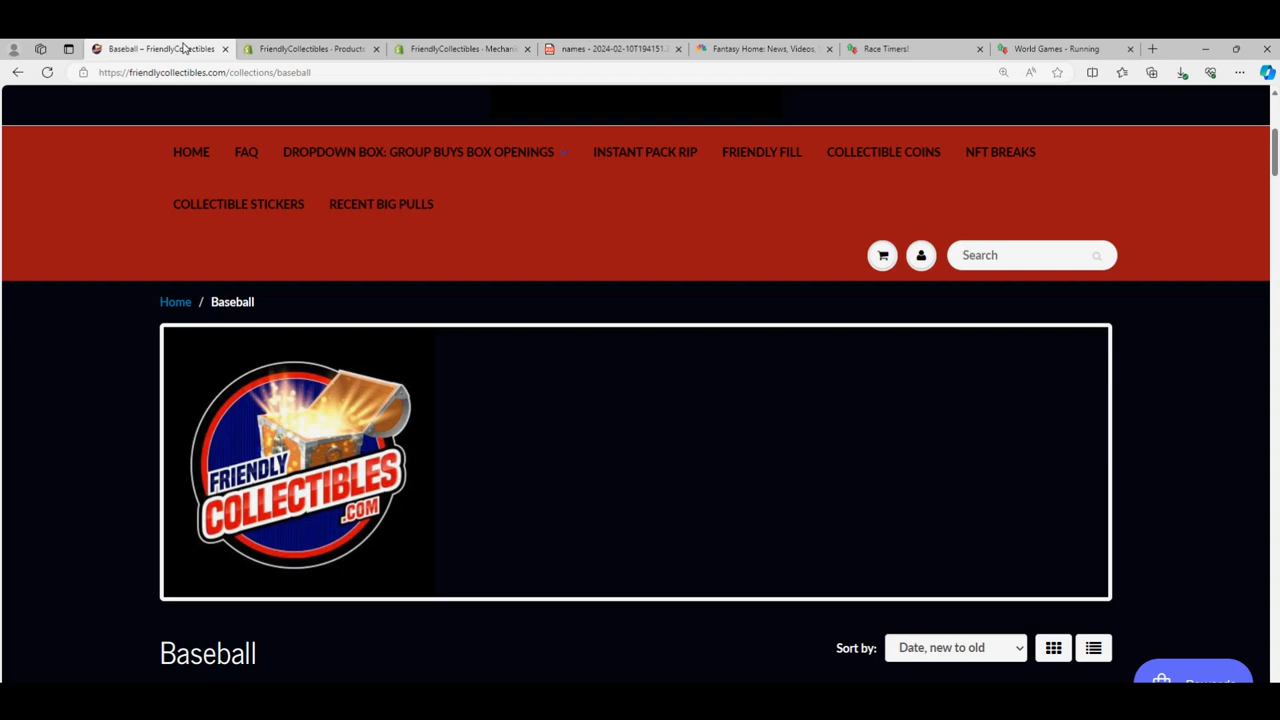 Baseball – FriendlyCollectibles
FriendlyCollectibles · Products
FriendlyCollectibles · Mechani
names - 2024-02-10T194151.
Fantasy Home: News, Videos,
Race Timers!
World Games - Running
https://friendlycollectibles.com/collections/baseball
HOME FAQ DROPDOWN BOX: GROUP BUYS BOX OPENINGS INSTANT PACK RIP FRIENDLY FILL COLLECTIBLE COINS NFT BREAKS
COLLECTIBLE STICKERS RECENT BIG PULLS
Search
Home / Baseball
FRIENDLY
COLLECTIBLES
.COM
Baseball
Sort by: Date, new to old